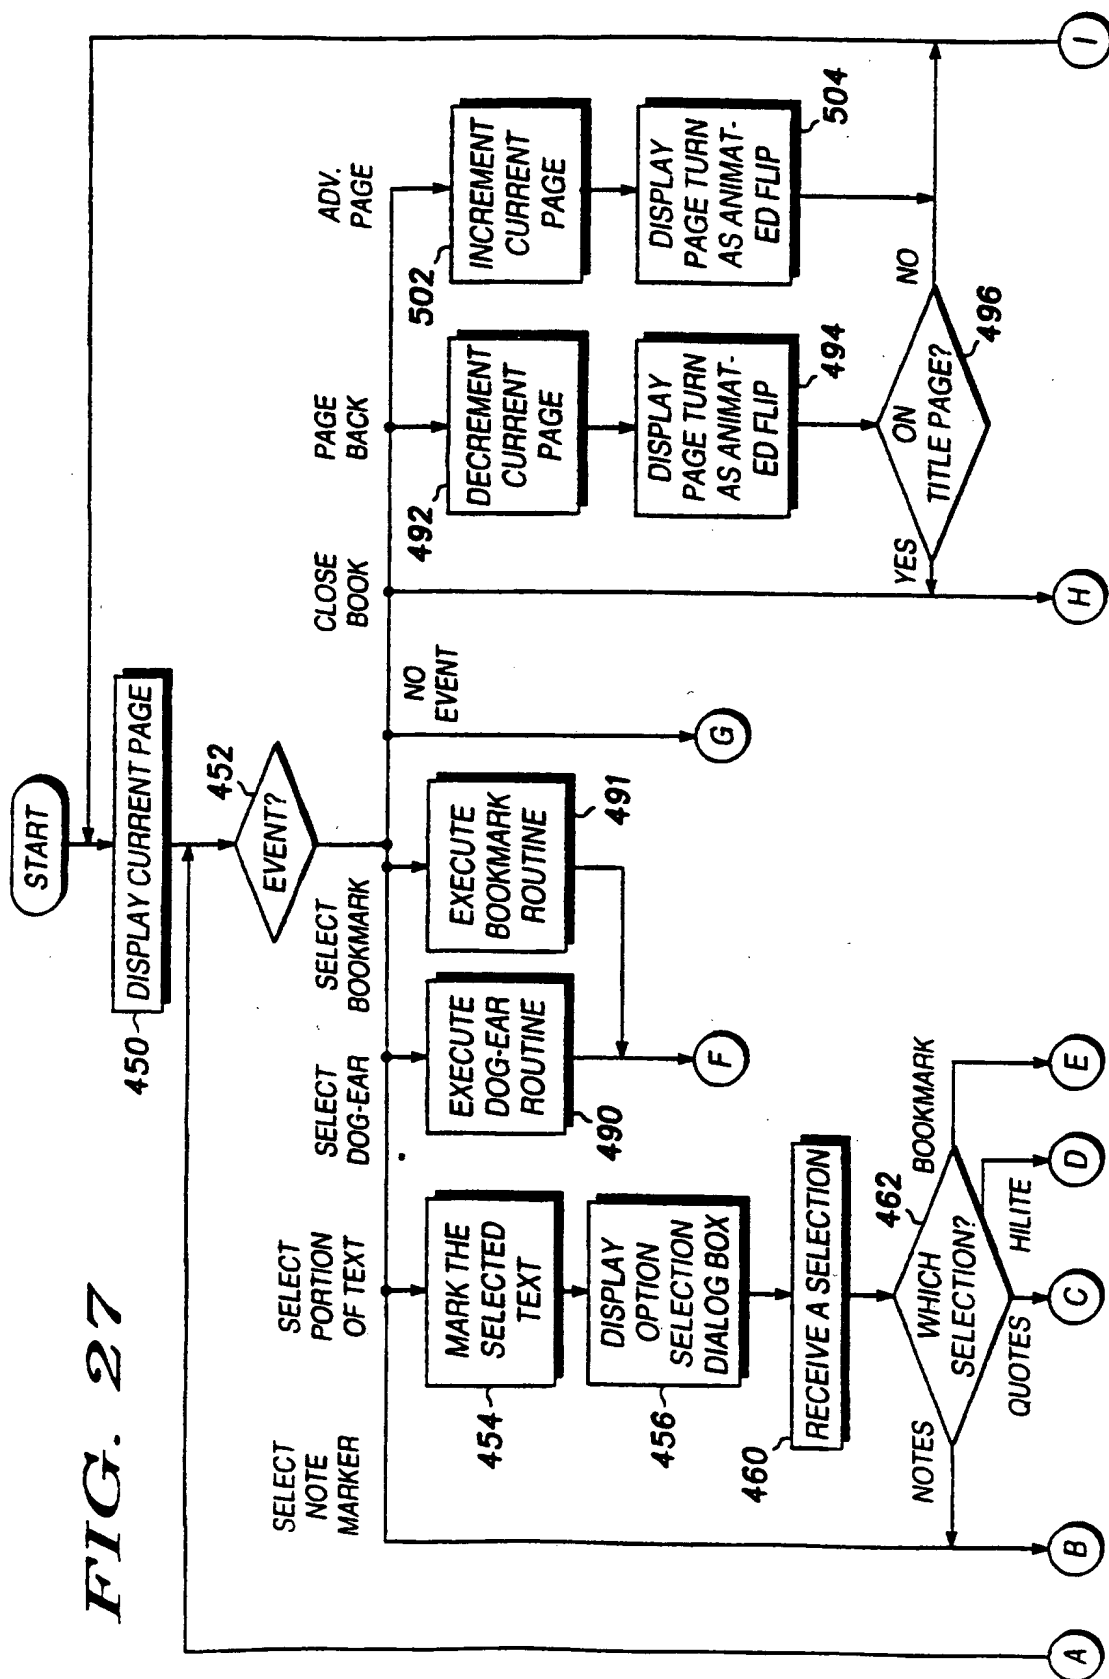 FIG. 27
START
DISPLAY CURRENT PAGE
450
EVENT?
452
SELECT
NOTE
MARKER
SELECT
PORTION
OF TEXT
SELECT
DOG-EAR
SELECT
BOOKMARK
NO
EVENT
CLOSE
BOOK
PAGE
BACK
ADV.
PAGE
MARK THE
SELECTED
TEXT
454
EXECUTE
DOG-EAR
ROUTINE
490
EXECUTE
BOOKMARK
ROUTINE
491
DECREMENT
CURRENT
PAGE
492
INCREMENT
CURRENT
PAGE
502
DISPLAY
OPTION
SELECTION
DIALOG BOX
456
DISPLAY
PAGE TURN
AS ANIMAT-
ED FLIP
494
DISPLAY
PAGE TURN
AS ANIMAT-
ED FLIP
504
F
G
RECEIVE A SELECTION
460
WHICH
SELECTION?
462
NOTES
QUOTES
HILITE
BOOKMARK
ON
TITLE PAGE?
496
YES
NO
A
B
C
D
E
H
I